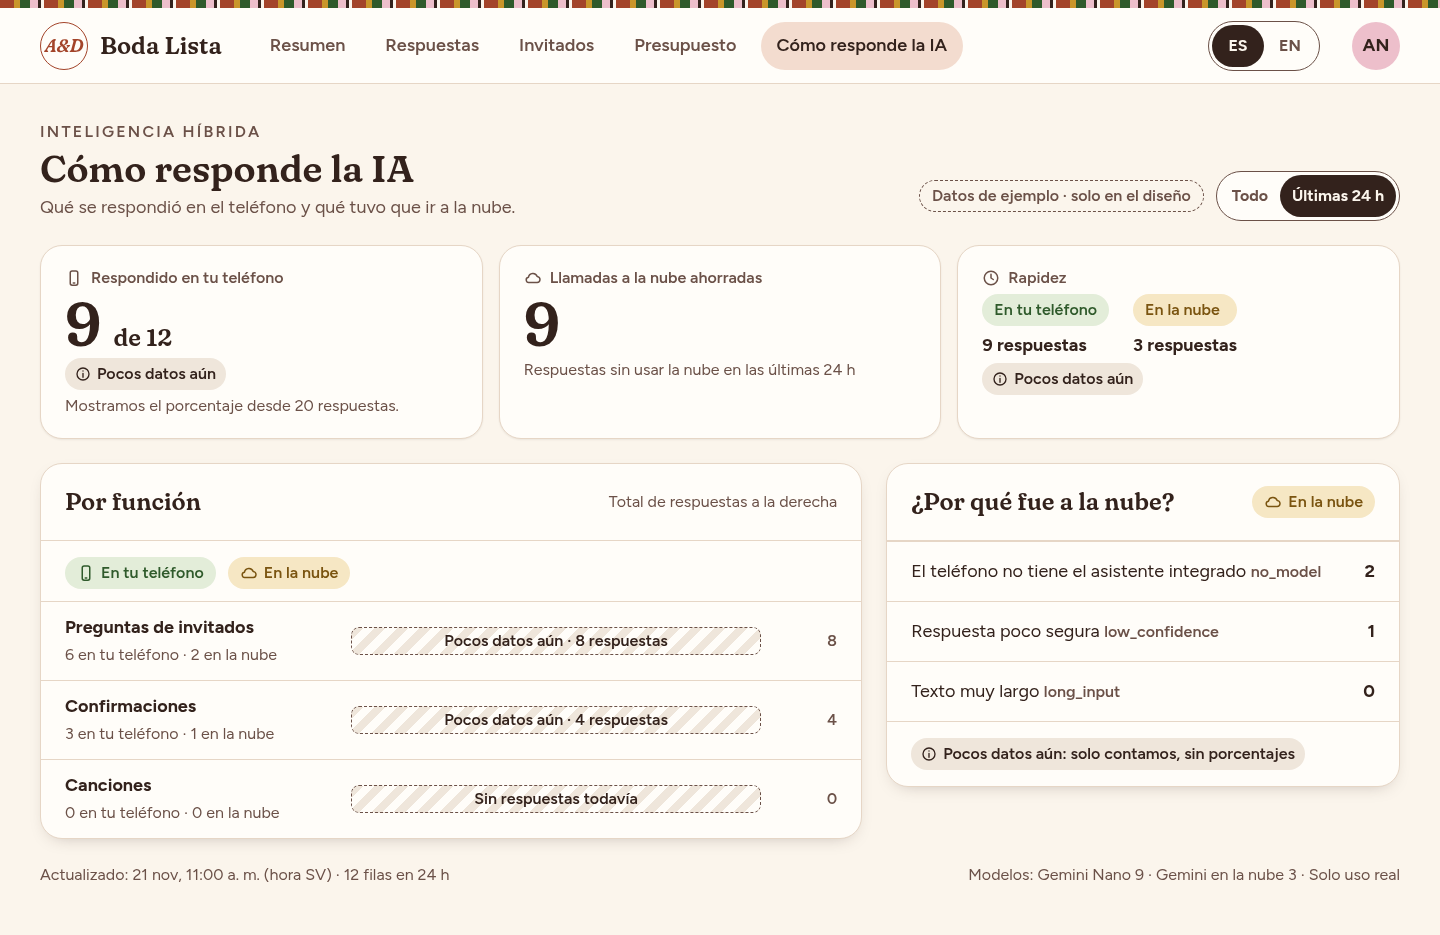 A&D Boda Lista Resumen Respuestas Invitados Presupuesto Cómo responde la IA ES EN AN
INTELIGENCIA HÍBRIDA
Cómo responde la IA
Qué se respondió en el teléfono y qué tuvo que ir a la nube.
Datos de ejemplo · solo en el diseño Todo Últimas 24 h
Respondido en tu teléfono
9 de 12
Pocos datos aún
Mostramos el porcentaje desde 20 respuestas.
Llamadas a la nube ahorradas
9
Respuestas sin usar la nube en las últimas 24 h
Rapidez
En tu teléfono En la nube
9 respuestas 3 respuestas
Pocos datos aún
Por función Total de respuestas a la derecha
En tu teléfono En la nube
Preguntas de invitados
6 en tu teléfono · 2 en la nube
Pocos datos aún · 8 respuestas 8
Confirmaciones
3 en tu teléfono · 1 en la nube
Pocos datos aún · 4 respuestas 4
Canciones
0 en tu teléfono · 0 en la nube
Sin respuestas todavía 0
¿Por qué fue a la nube? En la nube
El teléfono no tiene el asistente integrado no_model 2
Respuesta poco segura low_confidence 1
Texto muy largo long_input 0
Pocos datos aún: solo contamos, sin porcentajes
Actualizado: 21 nov, 11:00 a. m. (hora SV) · 12 filas en 24 h
Modelos: Gemini Nano 9 · Gemini en la nube 3 · Solo uso real